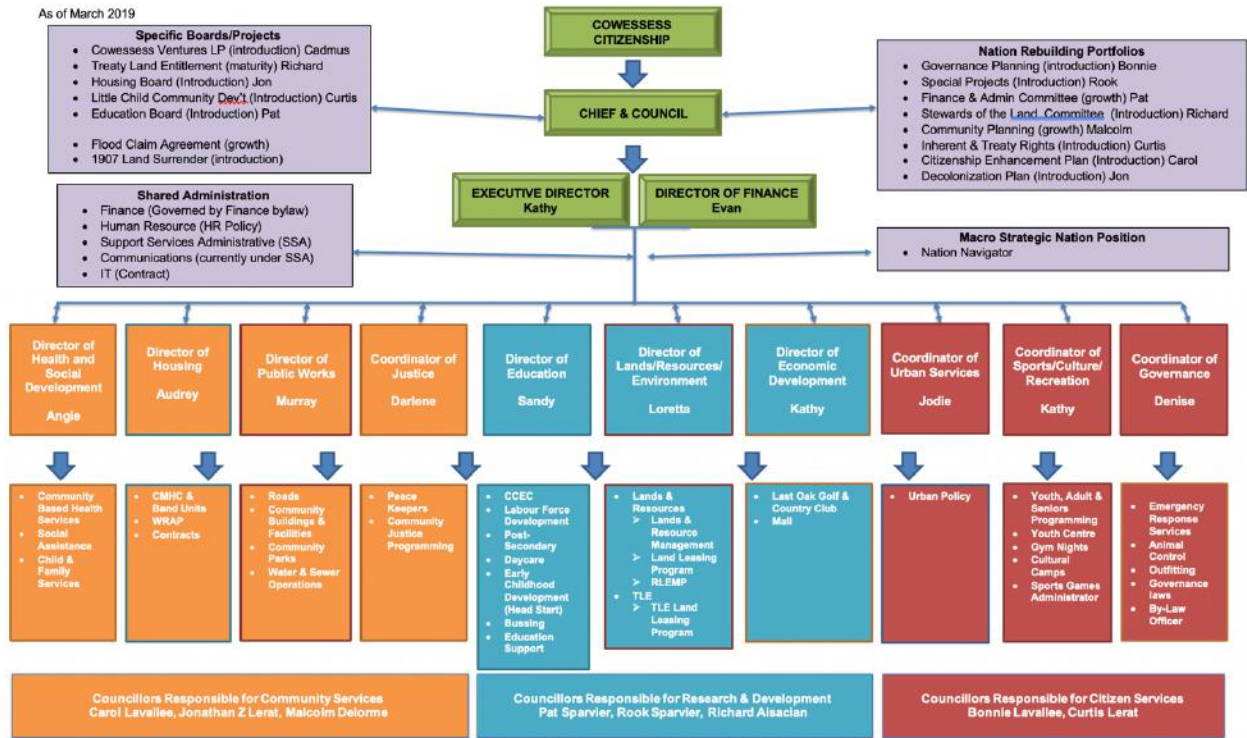 As of March 2019
Specific Boards/Projects
• Cowessess Ventures LP (introduction) Cadmus
• Treaty Land Entitlement (maturity) Richard
• Housing Board (Introduction) Jon
• Little Child Community Dev't (Introduction) Curtis
• Education Board (Introduction) Pat
Flood Claim Agreement (growth)
• 1907 Land Surrender (introduction)
COWESSESS
CITIZENSHIP
CHIEF & COUNCIL
Nation Rebuilding Portfolios
• Governance Planning (introduction) Bonnie
• Special Projects (Introduction) Rook
• Finance & Admin Committee (growth) Pat
• Stewards of the Land Committee (Introduction) Richard
• Community Planning (growth) Malcolm
• Inherent & Treaty Rights (Introduction) Curtis
• Citizenship Enhancement Plan (Introduction) Carol
• Decolonization Plan (Introduction) Jon
EXECUTIVE DIRECTOR
Kathy
DIRECTOR OF FINANCE
Evan
Shared Administration
• Finance (Governed by Finance bylaw)
• Human Resource (HR Policy)
• Support Services Administrative (SSA)
• Communications (currently under SSA)
• IT (Contract)
Macro Strategic Nation Position
• Nation Navigator
Director of
Health and
Social
Development
Angie
Director of
Housing
Audrey
Director of
Public Works
Murray
Coordinator of
Justice
Darlene
Director of
Education
Sandy
Director of
Lands/Resources/
Environment
Loretta
Director of
Economic
Development
Kathy
Coordinator of
Urban Services
Jodie
Coordinator of
Sports/Culture/
Recreation
Kathy
Coordinator of
Governance
Denise
• Community
Based Health
Services
• Social
Assistance
• Child &
Family
Services
• CMHC &
Band Units
• WRAP
• Contracts
• Roads
• Community
Buildings &
Facilities
• Community
Parks
• Water & Sewer
Operations
• Peace
Keepers
• Community
Justice
Programming
• CCEC
• Labour Force
Development
• Post-
Secondary
• Daycare
• Early
Childhood
Development
(Head Start)
• Bussing
• Education
Support
• Lands &
Resources
➢ Lands &
Resource
Management
➢ Land Leasing
Program
➢ RLEMP
• TLE
➢ TLE Land
Leasing
Program
• Last Oak Golf &
Country Club
• Mall
• Urban Policy
• Youth, Adult &
Seniors
Programming
• Youth Centre
• Gym Nights
• Cultural
Camps
• Sports Games
Administrator
• Emergency
Response
Services
• Animal
Control
• Outfitting
• Governance
laws
• By-Law
Officer
Councillors Responsible for Community Services
Carol Lavallee, Jonathan Z Lerat, Malcolm Delorme
Councillors Responsible for Research & Development
Pat Sparvier, Rook Sparvier, Richard Aisacian
Councillors Responsible for Citizen Services
Bonnie Lavallee, Curtis Lerat